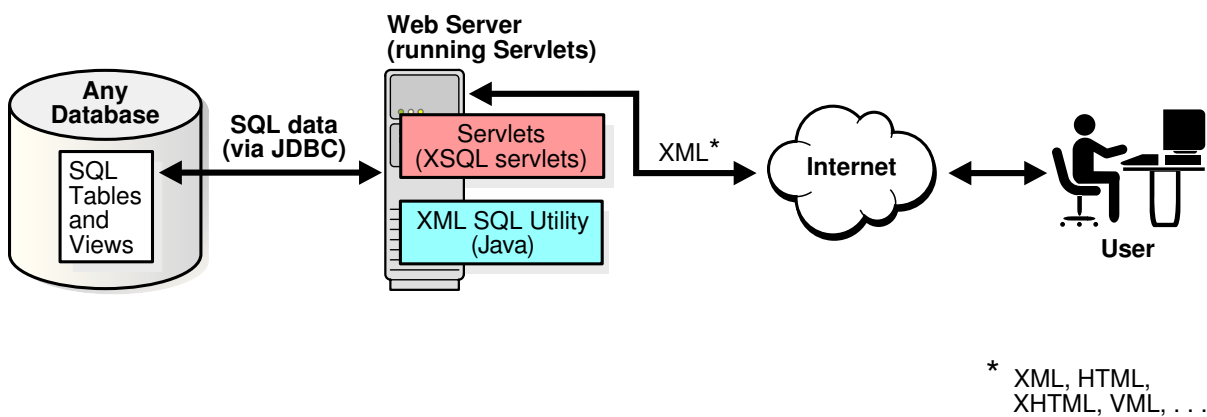 Web Server
(running Servlets)
Any
Database
SQL data
(via JDBC)
SQL
Tables
and
Views
Servlets
(XSQL servlets)
XML SQL Utility
(Java)
XML*
Internet
User
* XML, HTML,
XHTML, VML, . . .